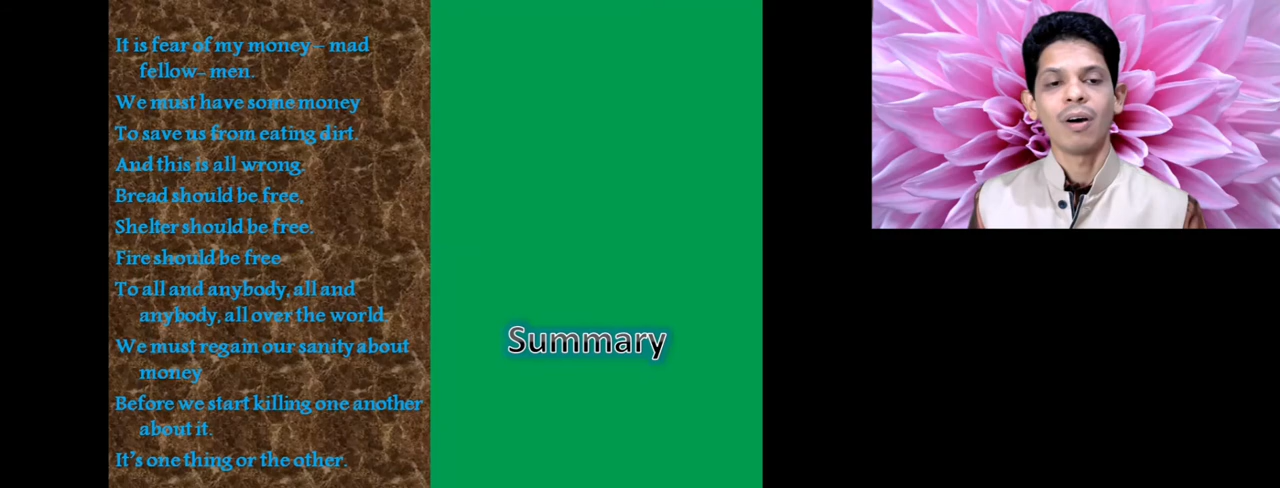 It is fear of my money – mad
fellow- men.
We must have some money
To save us from eating dirt.
And this is all wrong.
Bread should be free,
Shelter should be free.
Fire should be free
To all and anybody, all and
anybody, all over the world.
We must regain our sanity about
money
Before we start killing one another
about it.
It's one thing or the other.
Summary